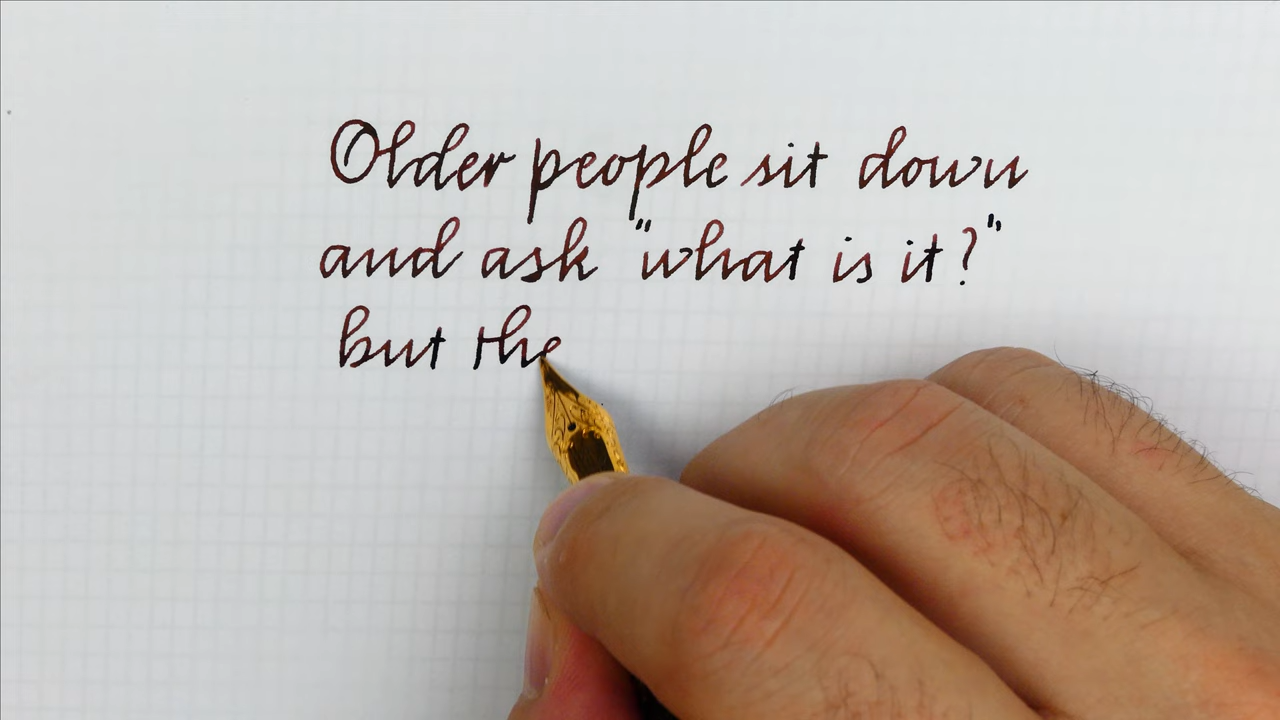 Older people sit down
and ask "what is it?"
but the